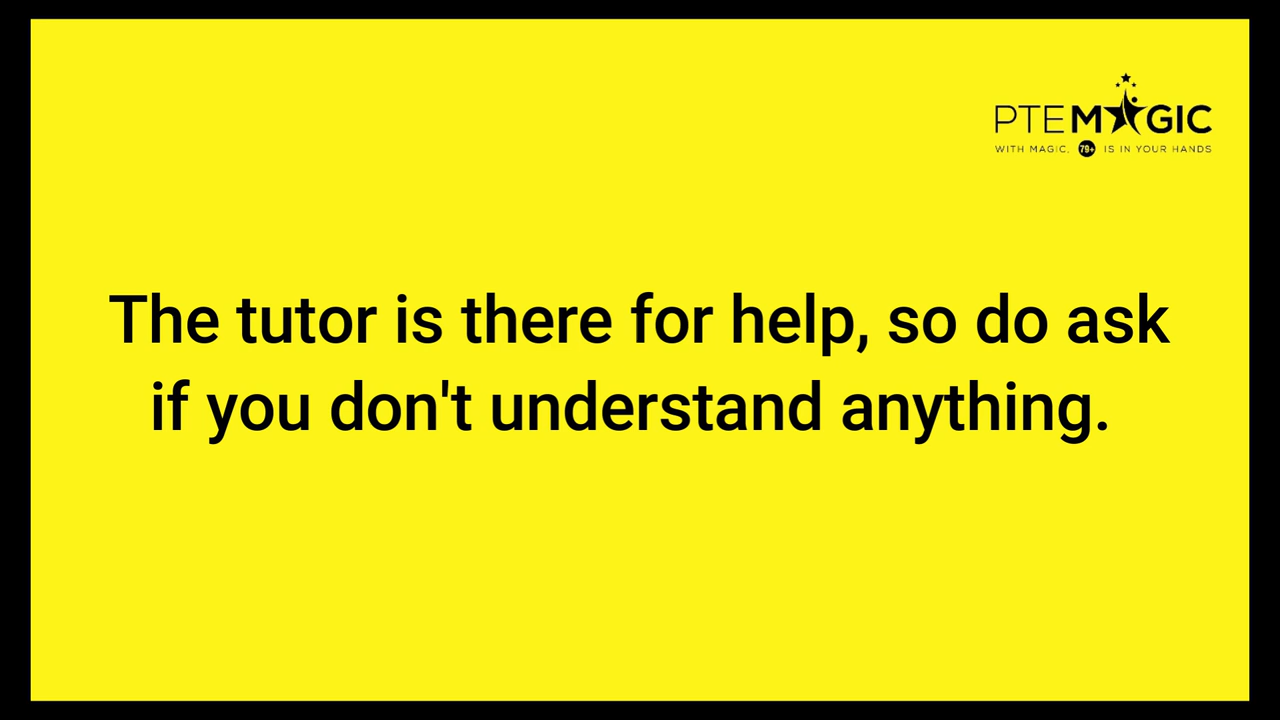 PTEMAGIC
WITH MAGIC, 79+ IS IN YOUR HANDS
The tutor is there for help, so do ask
if you don't understand anything.